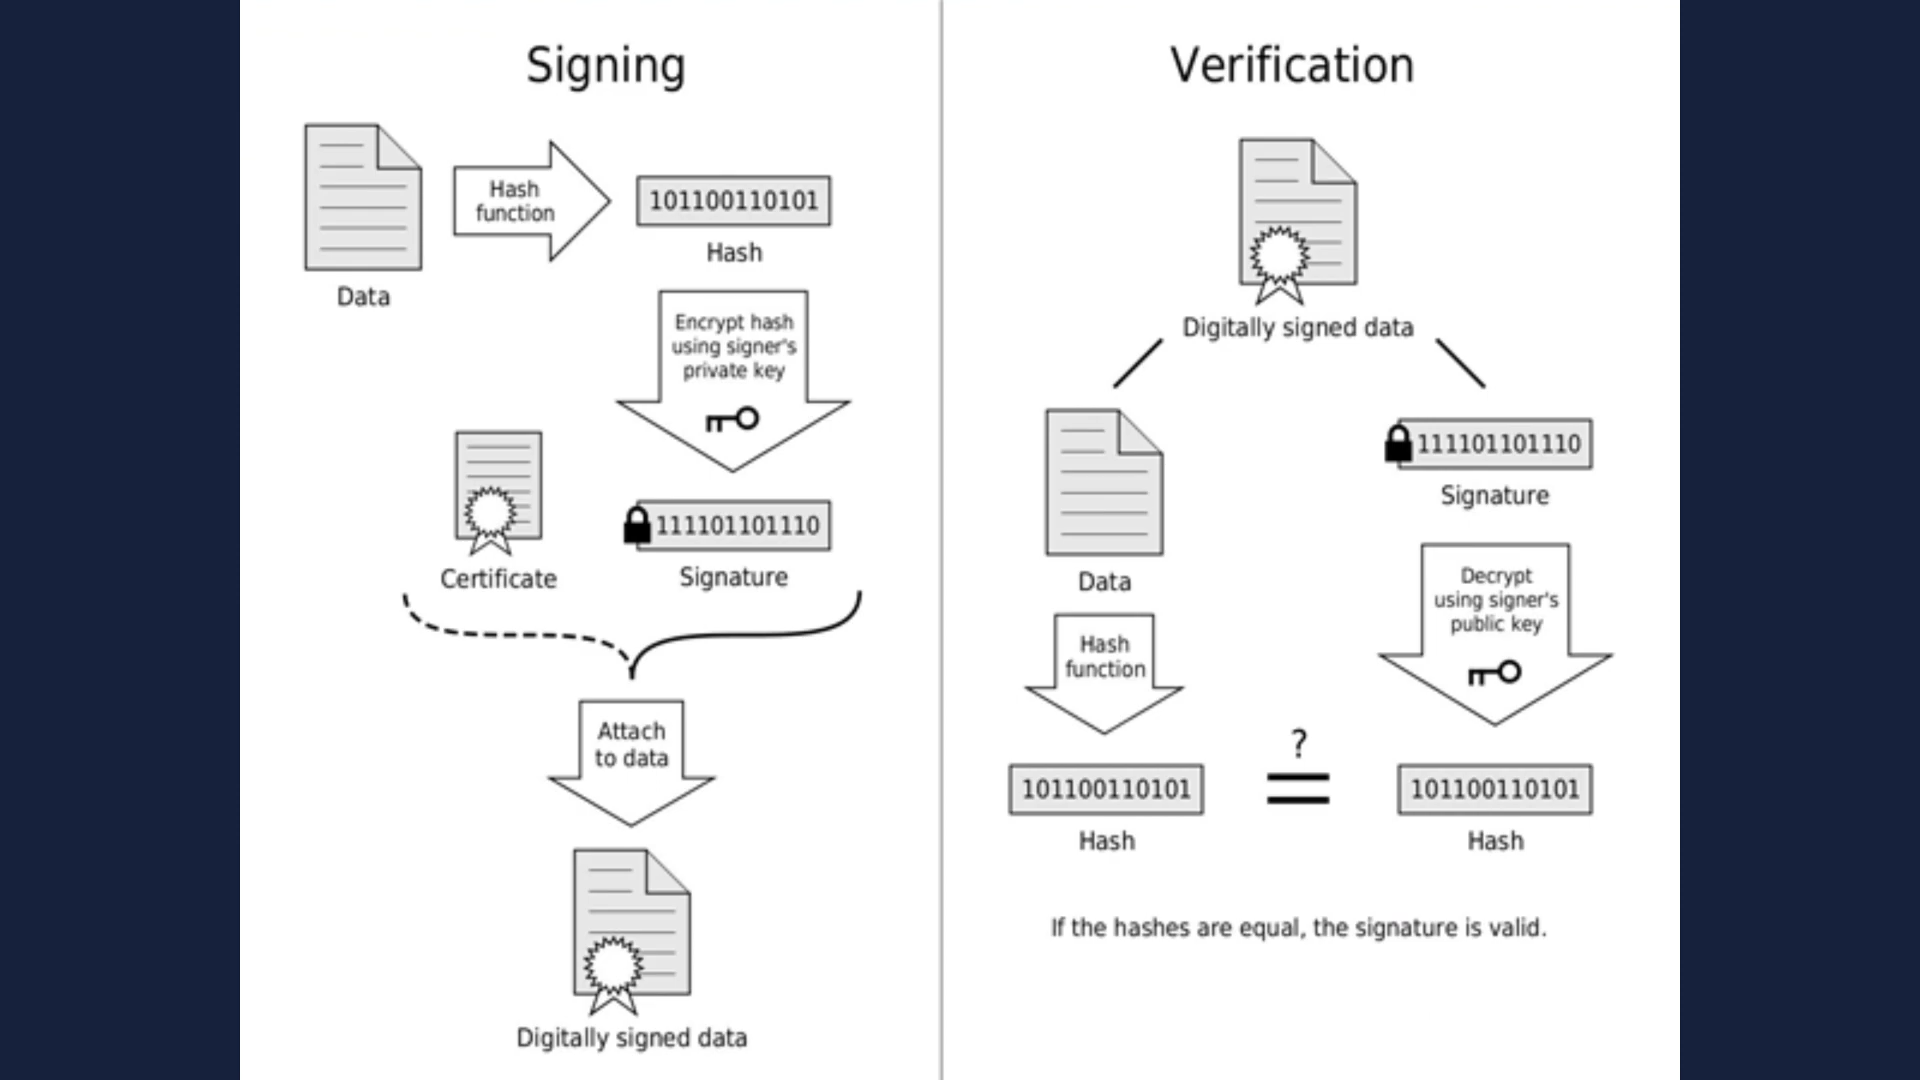 Signing
Data
Hash
function
101100110101
Hash
Encrypt hash
using signer's
private key
Certificate
111101101110
Signature
Attach
to data
Digitally signed data
Verification
Digitally signed data
Data
111101101110
Signature
Hash
function
Decrypt
using signer's
public key
101100110101
Hash
?
=
101100110101
Hash
If the hashes are equal, the signature is valid.